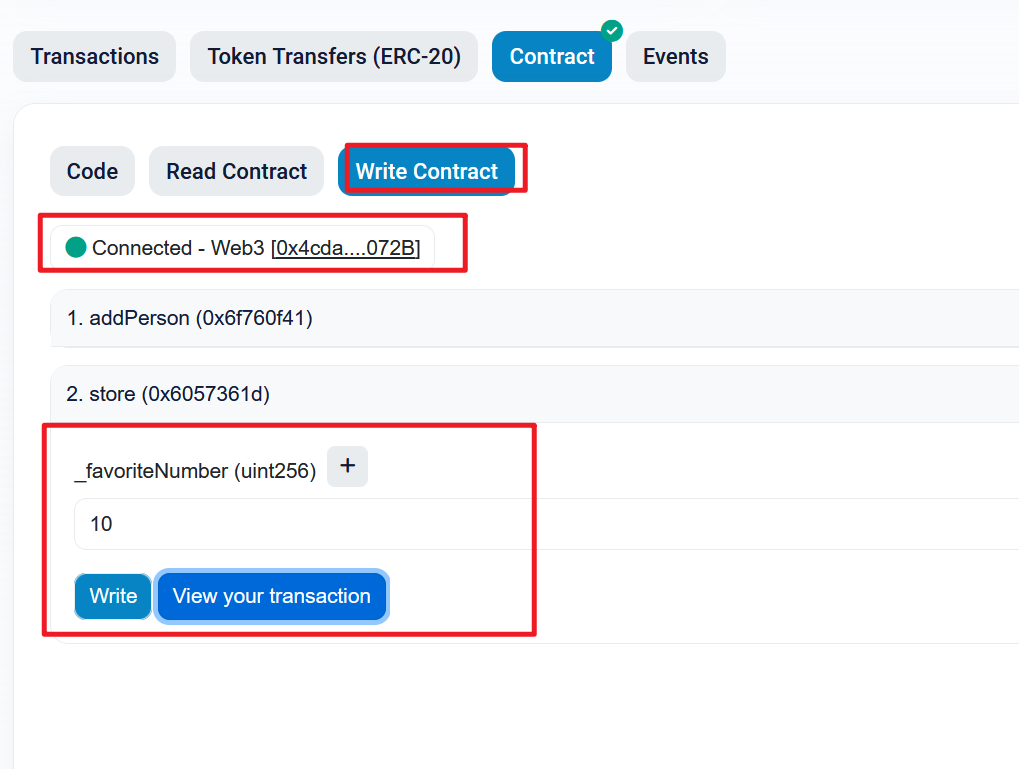 Transactions Token Transfers (ERC-20) Contract Events
Code Read Contract Write Contract
Connected - Web3 [0x4cda....072B]
1. addPerson (0x6f760f41)
2. store (0x6057361d)
_favoriteNumber (uint256) +
10
Write View your transaction